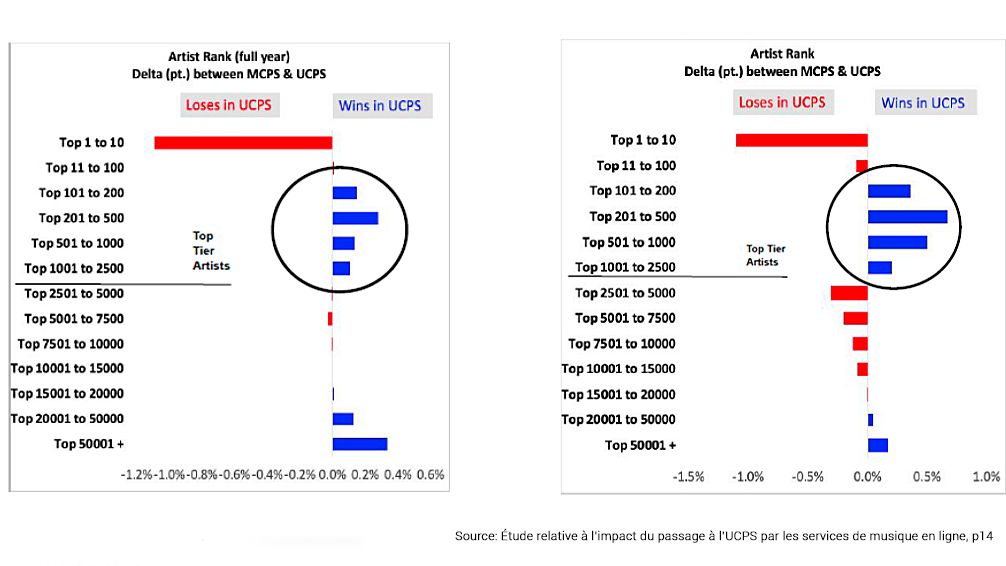 Artist Rank (full year)
Delta (pt.) between MCPS & UCPS
Loses in UCPS
Wins in UCPS
Top 1 to 10
Top 11 to 100
Top 101 to 200
Top 201 to 500
Top 501 to 1000
Top 1001 to 2500
Top 2501 to 5000
Top 5001 to 7500
Top 7501 to 10000
Top 10001 to 15000
Top 15001 to 20000
Top 20001 to 50000
Top 50001 +
Top
Tier
Artists
-1.2% -1.0% -0.8% -0.6% -0.4% -0.2% 0.0% 0.2% 0.4% 0.6%
Artist Rank
Delta (pt.) between MCPS & UCPS
Loses in UCPS
Wins in UCPS
Top 1 to 10
Top 11 to 100
Top 101 to 200
Top 201 to 500
Top 501 to 1000
Top 1001 to 2500
Top 2501 to 5000
Top 5001 to 7500
Top 7501 to 10000
Top 10001 to 15000
Top 15001 to 20000
Top 20001 to 50000
Top 50001 +
Top Tier
Artists
-1.5% -1.0% -0.5% 0.0% 0.5% 1.0%
Source: Étude relative à l'impact du passage à l'UCPS par les services de musique en ligne, p14